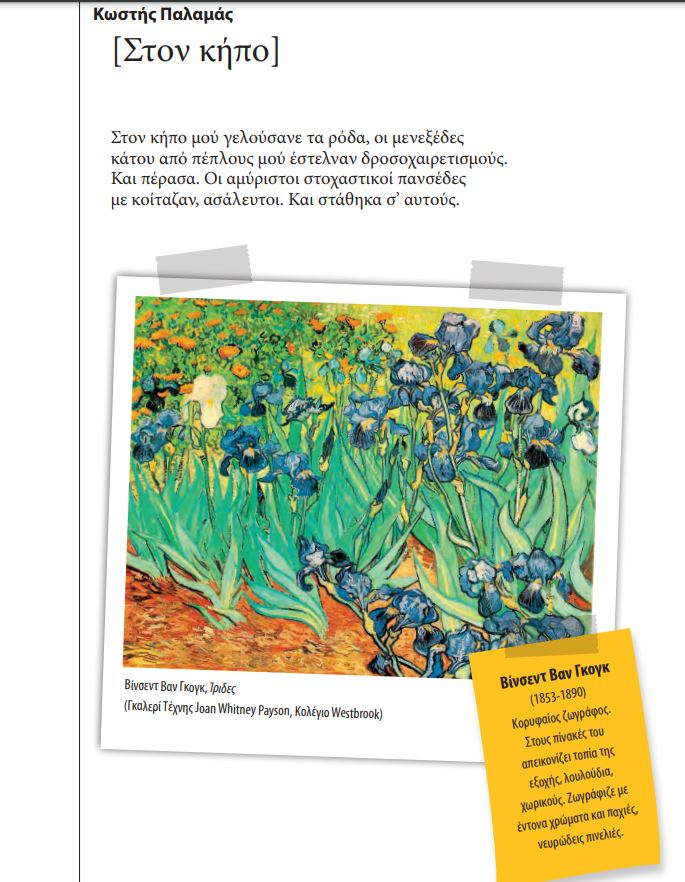 Κωστής Παλαμάς
[Στον κήπο]
Στον κήπο μού γελούσανε τα ρόδα, οι μενεξέδες
κάτου από πέπλους μού έστελναν δροσοχαιρετισμούς.
Και πέρασα. Οι αμύριστοι στοχαστικοί πανσέδες
με κοίταζαν, ασάλευτοι. Και στάθηκα σ’ αυτούς.
Βίνσεντ Βαν Γκογκ, Ίριδες
(Γκαλερί Τέχνης Joan Whitney Payson, Κολέγιο Westbrook)
Βίνσεντ Βαν Γκογκ
(1853-1890)
Κορυφαίος ζωγράφος.
Στους πίνακές του
απεικονίζει τοπία της
εξοχής, λουλούδια,
χωρικούς. Ζωγράφιζε με
έντονα χρώματα και παχιές,
νευρώδεις πινελιές.